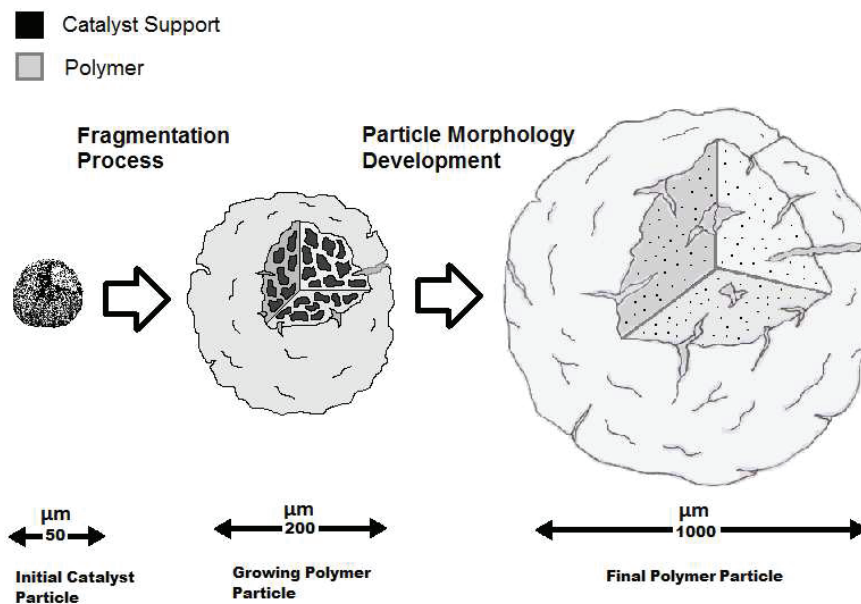 Catalyst Support
Polymer
Fragmentation
Process
Particle Morphology
Development
µm
50
Initial Catalyst
Particle
µm
200
Growing Polymer
Particle
µm
1000
Final Polymer Particle